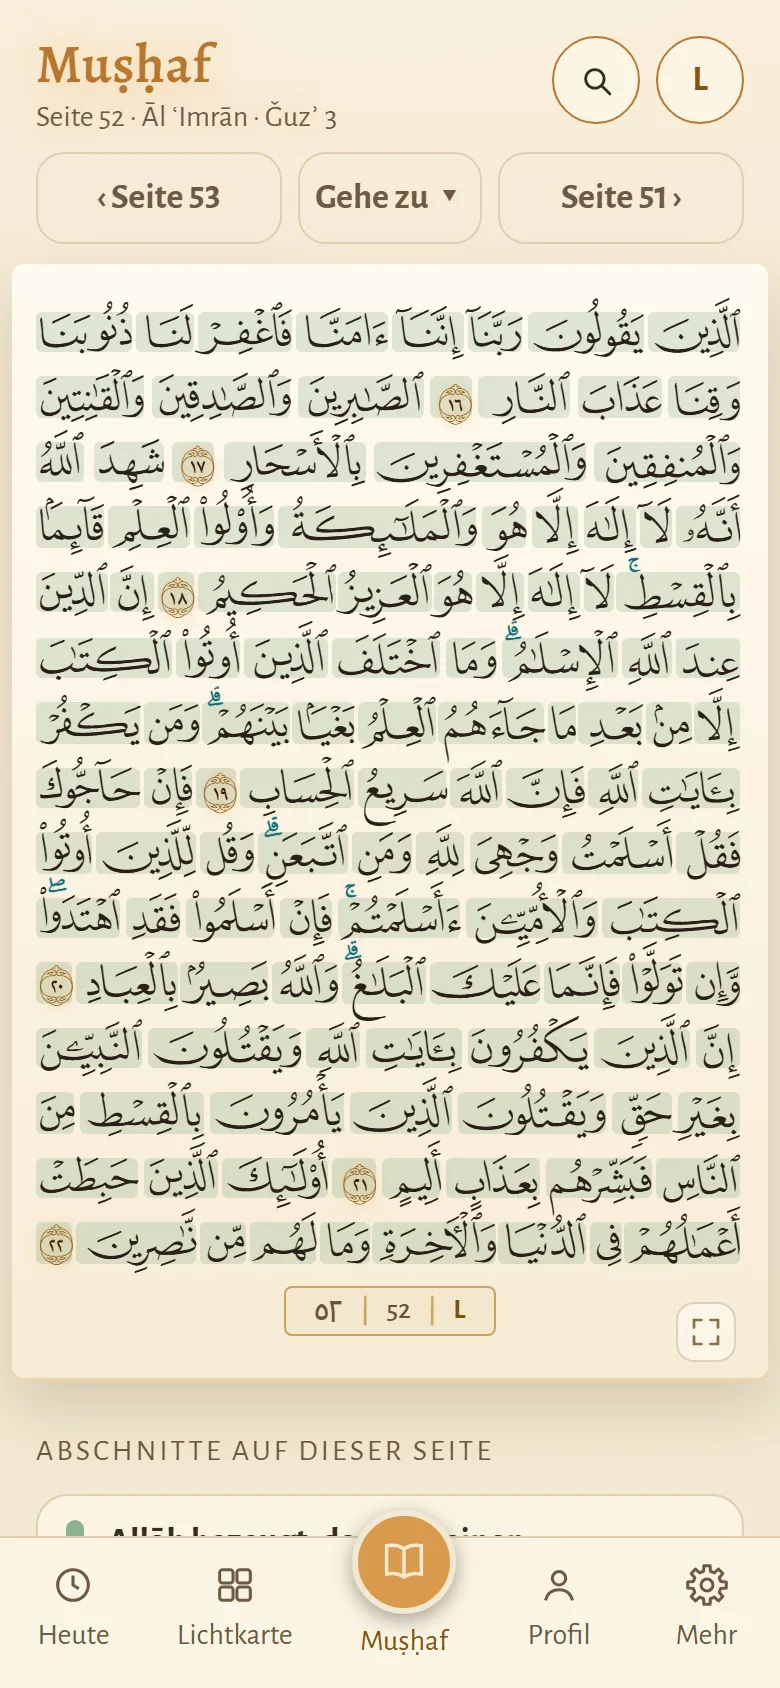 Muṣḥaf
Seite 52 · Āl ʿImrān · Ǧuzʾ 3
L
‹ Seite 53
Gehe zu ▼
Seite 51 ›
ٱلَّذِينَ يَقُولُونَ رَبَّنَآ إِنَّنَآ ءَامَنَّا فَٱغْفِرْ لَنَا ذُنُوبَنَا
وَقِنَا عَذَابَ ٱلنَّارِ ١٦ ٱلصَّٰبِرِينَ وَٱلصَّٰدِقِينَ وَٱلْقَٰنِتِينَ
وَٱلْمُنفِقِينَ وَٱلْمُسْتَغْفِرِينَ بِٱلْأَسْحَارِ ١٧ شَهِدَ ٱللَّهُ
أَنَّهُۥ لَآ إِلَٰهَ إِلَّا هُوَ وَٱلْمَلَٰٓئِكَةُ وَأُو۟لُوا۟ ٱلْعِلْمِ قَآئِمًۢا
بِٱلْقِسْطِ ۚ لَآ إِلَٰهَ إِلَّا هُوَ ٱلْعَزِيزُ ٱلْحَكِيمُ ١٨ إِنَّ ٱلدِّينَ
عِندَ ٱللَّهِ ٱلْإِسْلَٰمُ ۗ وَمَا ٱخْتَلَفَ ٱلَّذِينَ أُوتُوا۟ ٱلْكِتَٰبَ
إِلَّا مِنۢ بَعْدِ مَا جَآءَهُمُ ٱلْعِلْمُ بَغْيًۢا بَيْنَهُمْ ۗ وَمَن يَكْفُرْ
بِـَٔايَٰتِ ٱللَّهِ فَإِنَّ ٱللَّهَ سَرِيعُ ٱلْحِسَابِ ١٩ فَإِنْ حَآجُّوكَ
فَقُلْ أَسْلَمْتُ وَجْهِىَ لِلَّهِ وَمَنِ ٱتَّبَعَنِ ۗ وَقُل لِّلَّذِينَ أُوتُوا۟
ٱلْكِتَٰبَ وَٱلْأُمِّيِّـۧنَ ءَأَسْلَمْتُمْ ۚ فَإِنْ أَسْلَمُوا۟ فَقَدِ ٱهْتَدَوا۟ ۖ
وَّإِن تَوَلَّوْا۟ فَإِنَّمَا عَلَيْكَ ٱلْبَلَٰغُ ۗ وَٱللَّهُ بَصِيرٌۢ بِٱلْعِبَادِ ٢٠
إِنَّ ٱلَّذِينَ يَكْفُرُونَ بِـَٔايَٰتِ ٱللَّهِ وَيَقْتُلُونَ ٱلنَّبِيِّـۧنَ
بِغَيْرِ حَقٍّ وَيَقْتُلُونَ ٱلَّذِينَ يَأْمُرُونَ بِٱلْقِسْطِ مِنَ
ٱلنَّاسِ فَبَشِّرْهُم بِعَذَابٍ أَلِيمٍ ٢١ أُو۟لَٰٓئِكَ ٱلَّذِينَ حَبِطَتْ
أَعْمَٰلُهُمْ فِى ٱلدُّنْيَا وَٱلْـَٔاخِرَةِ وَمَا لَهُم مِّن نَّٰصِرِينَ ٢٢
٥٢ | 52 | L
ABSCHNITTE AUF DIESER SEITE
Heute
Lichtkarte
Muṣḥaf
Profil
Mehr